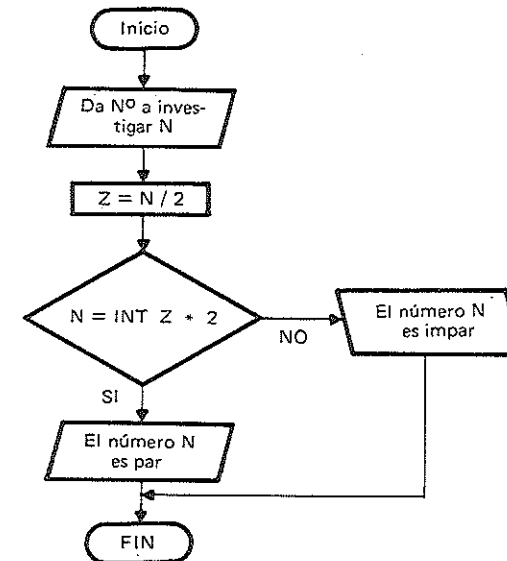 Inicio
Da Nº a inves-
tigar N
Z = N / 2
N = INT Z * 2
NO
El número N
es impar
SI
El número N
es par
FIN